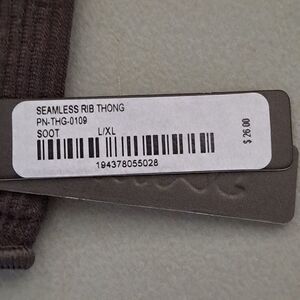 SEAMLESS RIB THONG
PN-THG-0109
SOOT L/XL
194378055028
$ 26.00